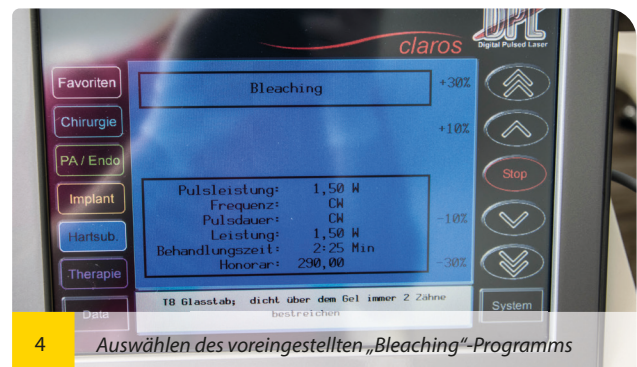 claros
DPL
Digital Pulsed Laser
Favoriten
Chirurgie
PA / Endo
Implant
Hartsub.
Therapie
Data
Bleaching
Pulsleistung: 1,50 W
Frequenz: CW
Pulsdauer: CW
Leistung: 1,50 W
Behandlungszeit: 2:25 Min
Honorar: 290,00
T8 Glasstab; dicht über dem Gel immer 2 Zähne
bestreichen
+30%
+10%
-10%
-30%
Stop
System
4 Auswählen des voreingestellten „Bleaching“-Programms